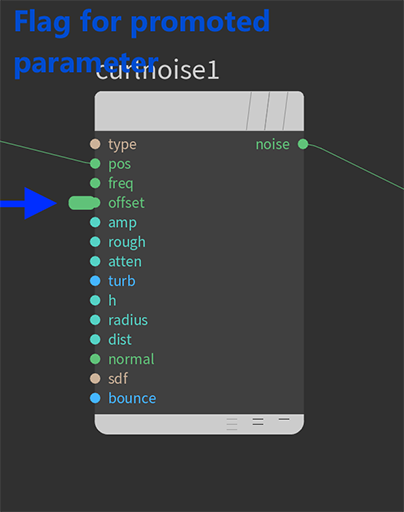 Flag for promoted
parameter
curlnoise1
type
noise
pos
freq
offset
amp
rough
atten
turb
h
radius
dist
normal
sdf
bounce